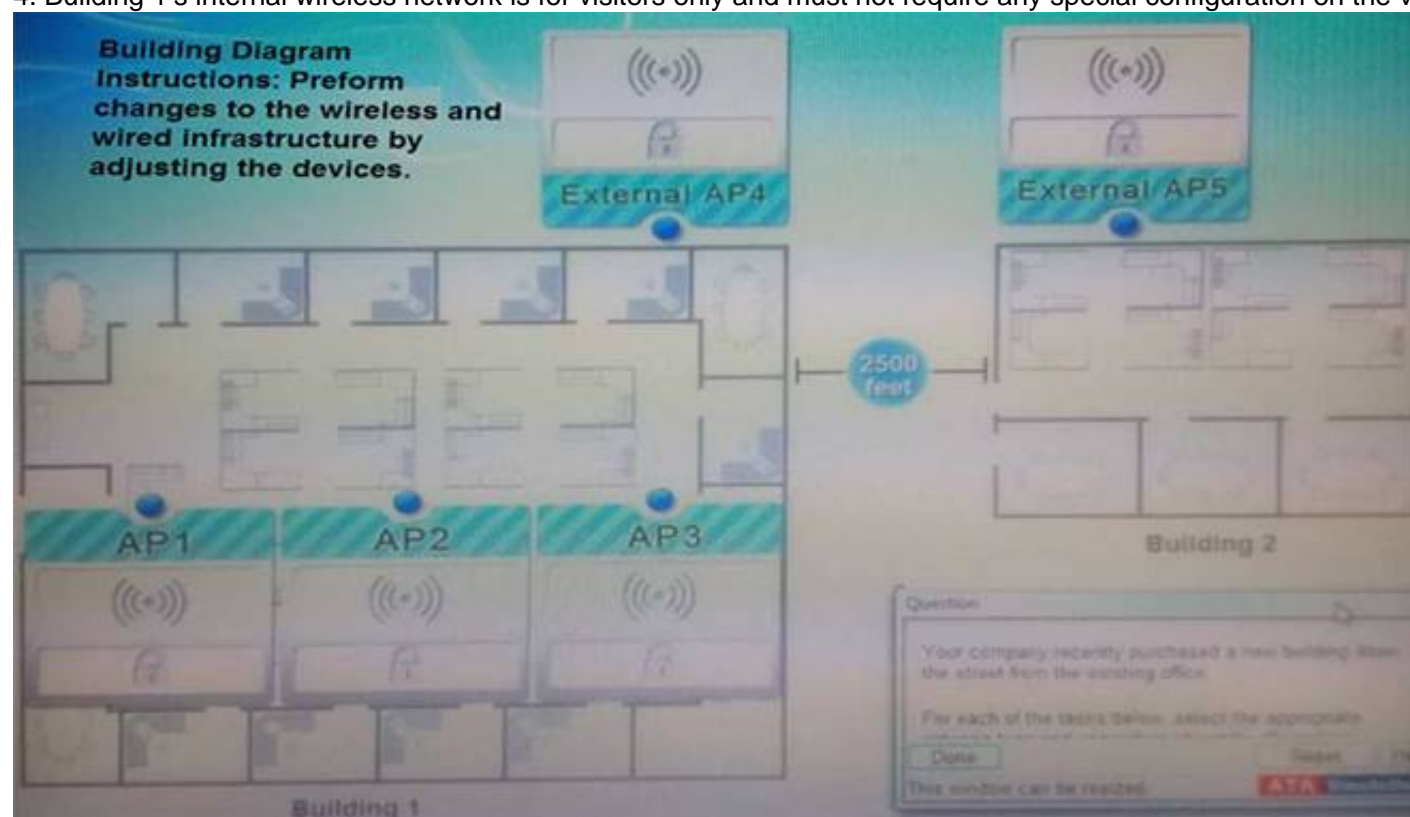 4. Building 1's internal wireless network is for visitors only and must not require any special configuration on the
Building Diagram
Instructions: Preform
changes to the wireless and
wired infrastructure by
adjusting the devices.
External AP4
External AP5
2500
feet
AP1
AP2
AP3
Building 2
Question
Your company recently purchased a new building down
the street from the existing office.
For each of the tasks below, select the appropriate
Done
Reset
This window can be resized.
ATA
Building 1